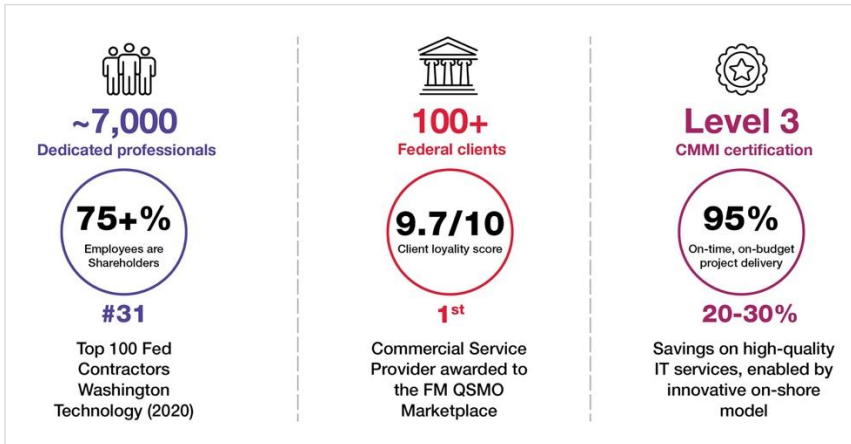 ~7,000
Dedicated professionals
75+%
Employees are
Shareholders
#31
Top 100 Fed
Contractors
Washington
Technology (2020)
100+
Federal clients
9.7/10
Client loyality score
1st
Commercial Service
Provider awarded to
the FM QSMO
Marketplace
Level 3
CMMI certification
95%
On-time, on-budget
project delivery
20-30%
Savings on high-quality
IT services, enabled by
innovative on-shore
model